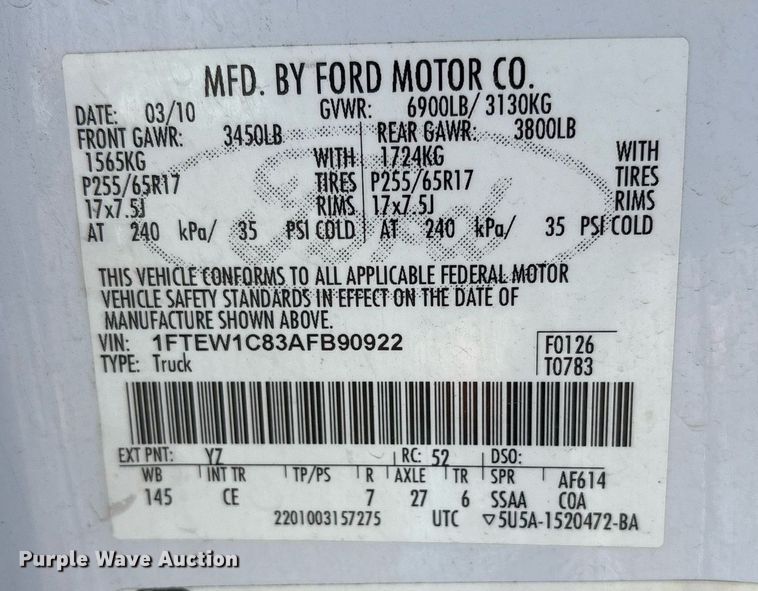 MFD. BY FORD MOTOR CO.
DATE: 03/10 GVWR: 6900LB/ 3130KG
FRONT GAWR: 3450LB REAR GAWR: 3800LB
1565KG WITH 1724KG WITH
P255/65R17 TIRES P255/65R17 TIRES
17x7.5J RIMS 17x7.5J RIMS
AT 240 kPa/ 35 PSI COLD AT 240 kPa/ 35 PSI COLD
Ford
THIS VEHICLE CONFORMS TO ALL APPLICABLE FEDERAL MOTOR
VEHICLE SAFETY STANDARDS IN EFFECT ON THE DATE OF
MANUFACTURE SHOWN ABOVE.
VIN: 1FTEW1C83AFB90922 F0126
TYPE: Truck T0783
EXT PNT: YZ RC: 52 DSO:
WB INT TR TP/PS R AXLE TR SPR AF614
145 CE 7 27 6 SSAA COA
2201003157275 UTC ▽5U5A-1520472-BA
Purple Wave Auction